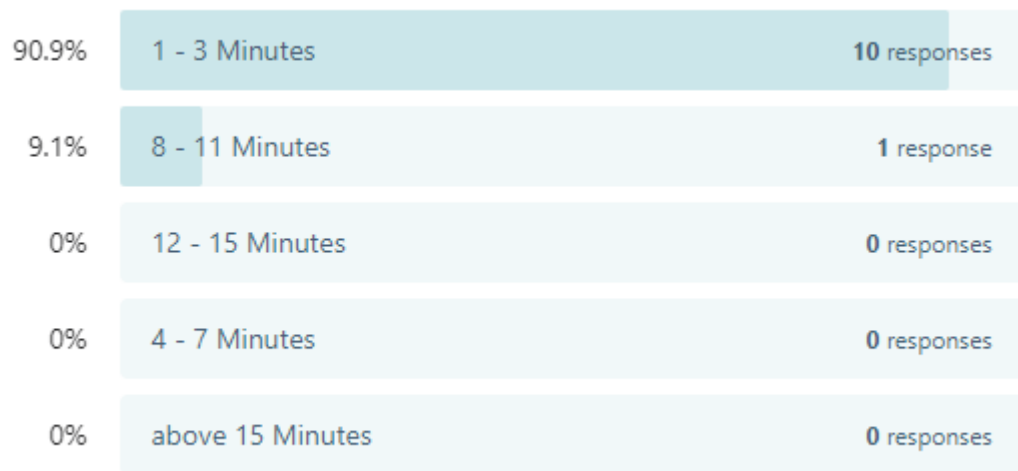 90.9% 1 - 3 Minutes 10 responses
9.1% 8 - 11 Minutes 1 response
0% 12 - 15 Minutes 0 responses
0% 4 - 7 Minutes 0 responses
0% above 15 Minutes 0 responses